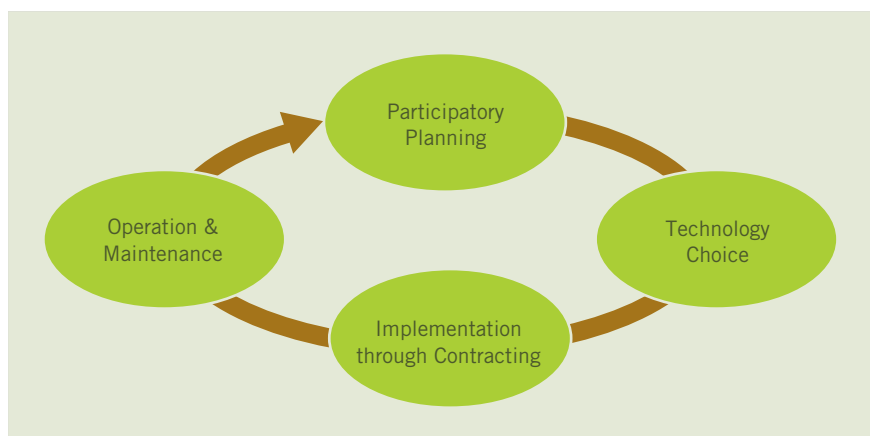 Participatory
Planning
Technology
Choice
Implementation
through Contracting
Operation &
Maintenance